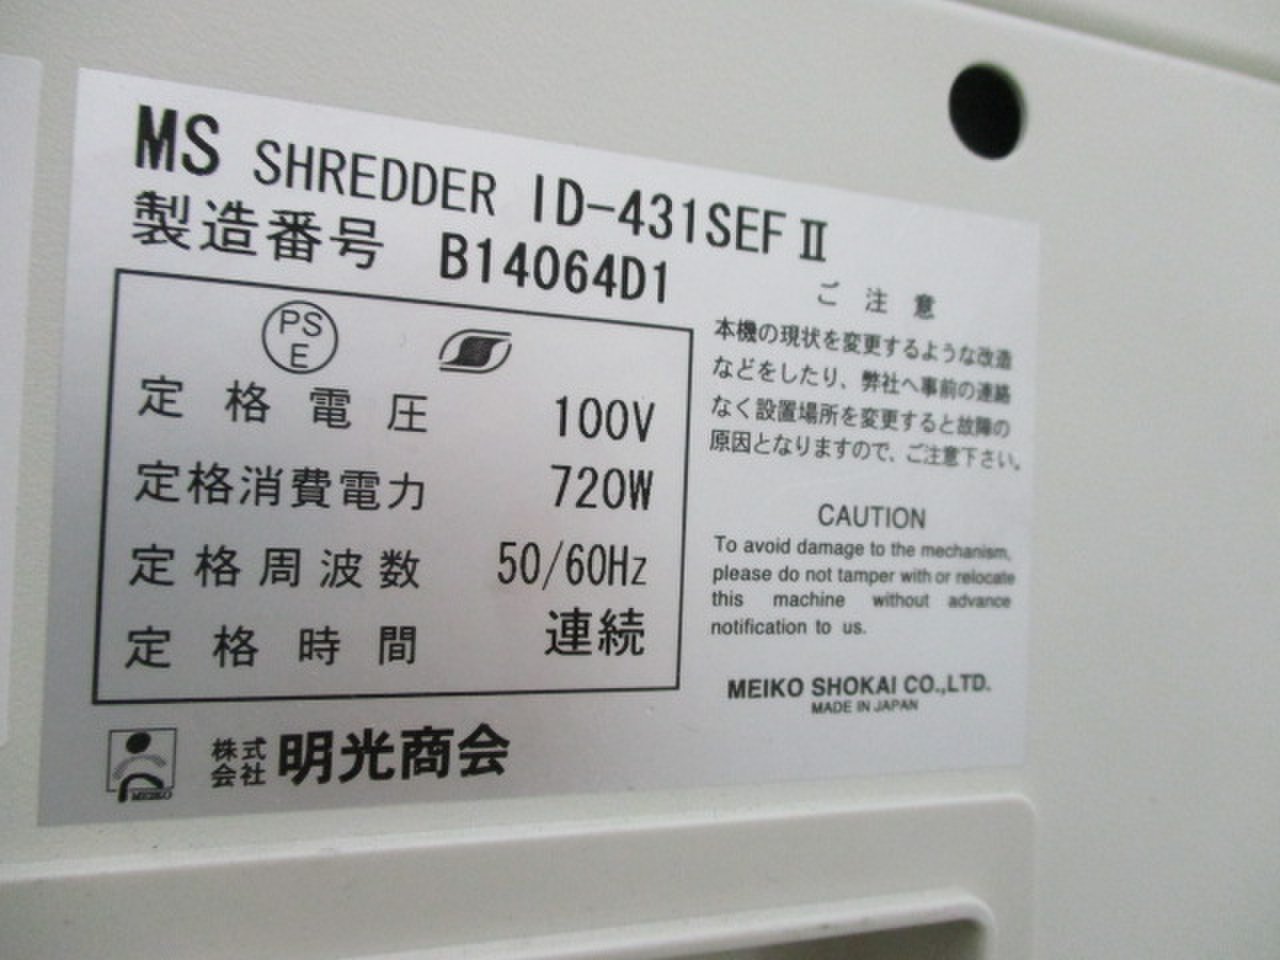 MS SHREDDER ID-431SEFⅡ
製造番号 B14064D1
PS
E
定格電圧 100V
定格消費電力 720W
定格周波数 50/60Hz
定格時間 連続
ご注意
本機の現状を変更するような改造
などをしたり、弊社へ事前の連絡
なく設置場所を変更すると故障の
原因となりますので、ご注意下さい。
CAUTION
To avoid damage to the mechanism,
please do not tamper with or relocate
this machine without advance
notification to us.
MEIKO SHOKAI CO.,LTD.
MADE IN JAPAN
MEIKO
株式会社 明光商会